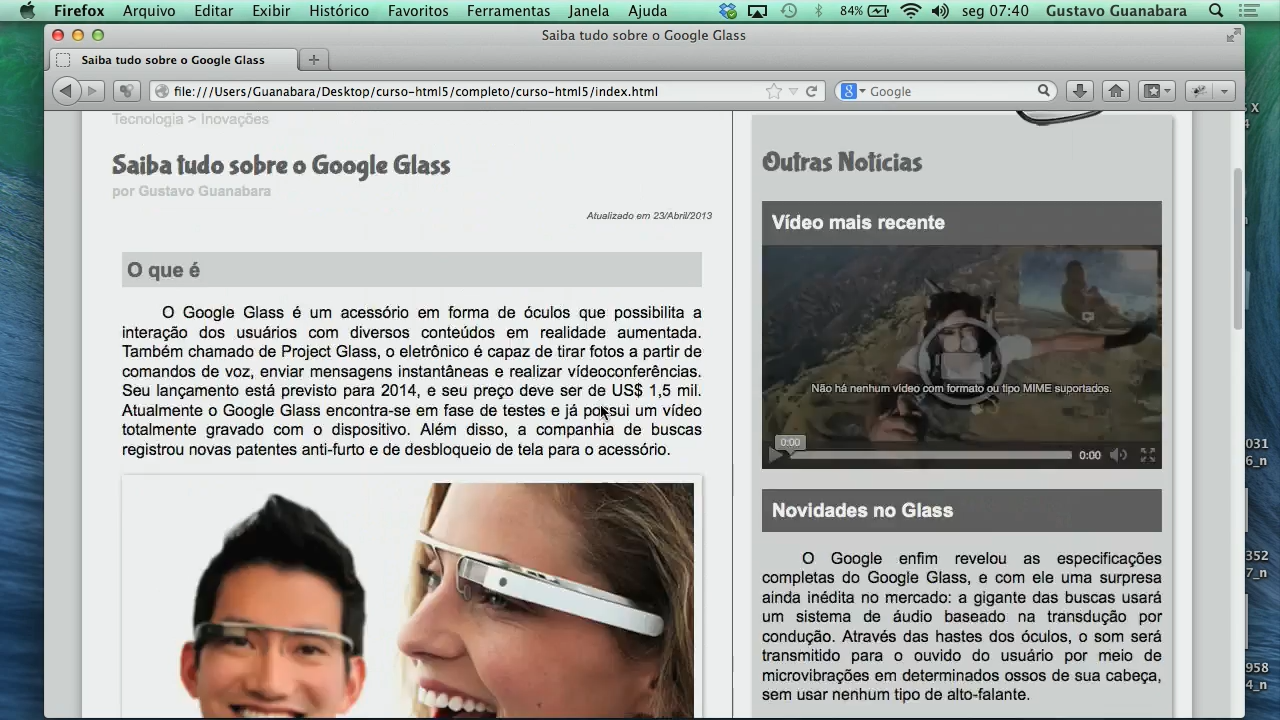 Firefox Arquivo Editar Exibir Histórico Favoritos Ferramentas Janela Ajuda 84% seg 07:40 Gustavo Guanabara
Saiba tudo sobre o Google Glass
Saiba tudo sobre o Google Glass
file:///Users/Guanabara/Desktop/curso-html5/completo/curso-html5/index.html
Google
Tecnologia > Inovações
Saiba tudo sobre o Google Glass
por Gustavo Guanabara
Atualizado em 23/Abril/2013
O que é
O Google Glass é um acessório em forma de óculos que possibilita a
interação dos usuários com diversos conteúdos em realidade aumentada.
Também chamado de Project Glass, o eletrônico é capaz de tirar fotos a partir de
comandos de voz, enviar mensagens instantâneas e realizar vídeoconferências.
Seu lançamento está previsto para 2014, e seu preço deve ser de US$ 1,5 mil.
Atualmente o Google Glass encontra-se em fase de testes e já possui um vídeo
totalmente gravado com o dispositivo. Além disso, a companhia de buscas
registrou novas patentes anti-furto e de desbloqueio de tela para o acessório.
Outras Notícias
Vídeo mais recente
Não há nenhum vídeo com formato ou tipo MIME suportados.
0:00
0:00
Novidades no Glass
O Google enfim revelou as especificações
completas do Google Glass, e com ele uma surpresa
ainda inédita no mercado: a gigante das buscas usará
um sistema de áudio baseado na transdução por
condução. Através das hastes dos óculos, o som será
transmitido para o ouvido do usuário por meio de
microvibrações em determinados ossos de sua cabeça,
sem usar nenhum tipo de alto-falante.
X
4
031
6_n
352
7_n
958
4_n